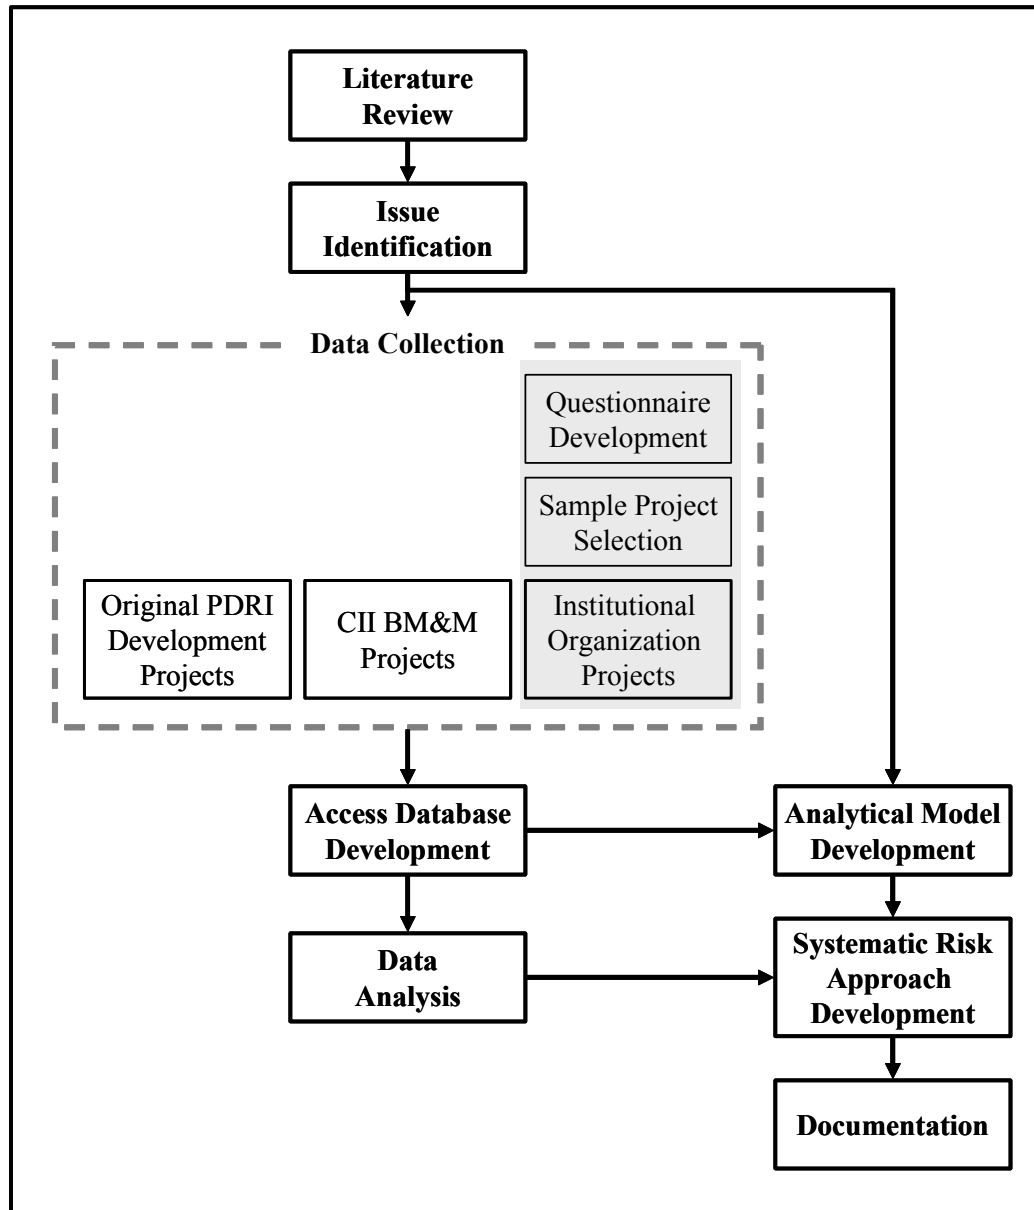 Literature
Review
Issue
Identification
Data Collection
Questionnaire
Development
Sample Project
Selection
Original PDRI
Development
Projects
CII BM&M
Projects
Institutional
Organization
Projects
Access Database
Development
Analytical Model
Development
Data
Analysis
Systematic Risk
Approach
Development
Documentation